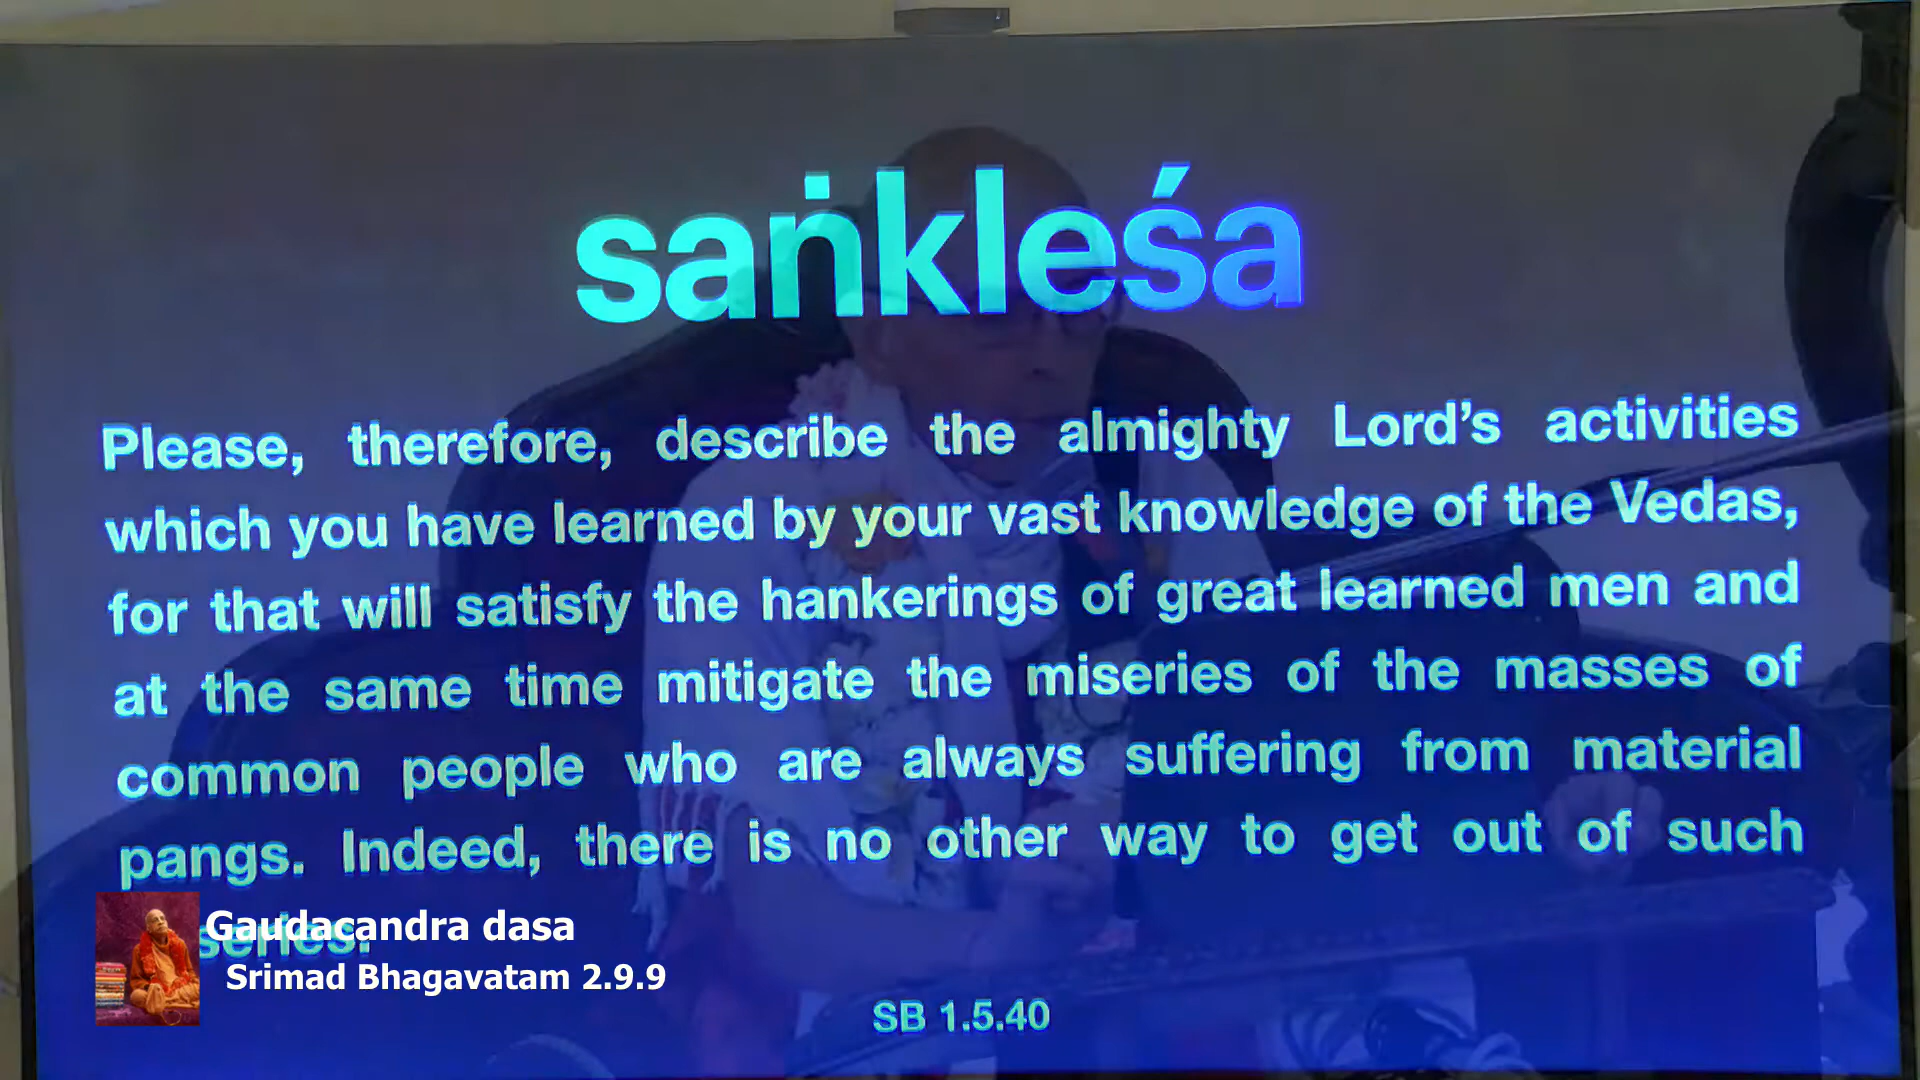 saṅkleśa
Please, therefore, describe the almighty Lord’s activities
which you have learned by your vast knowledge of the Vedas,
for that will satisfy the hankerings of great learned men and
at the same time mitigate the miseries of the masses of
common people who are always suffering from material
pangs. Indeed, there is no other way to get out of such
series.
Gaudacandra dasa
Srimad Bhagavatam 2.9.9
SB 1.5.40